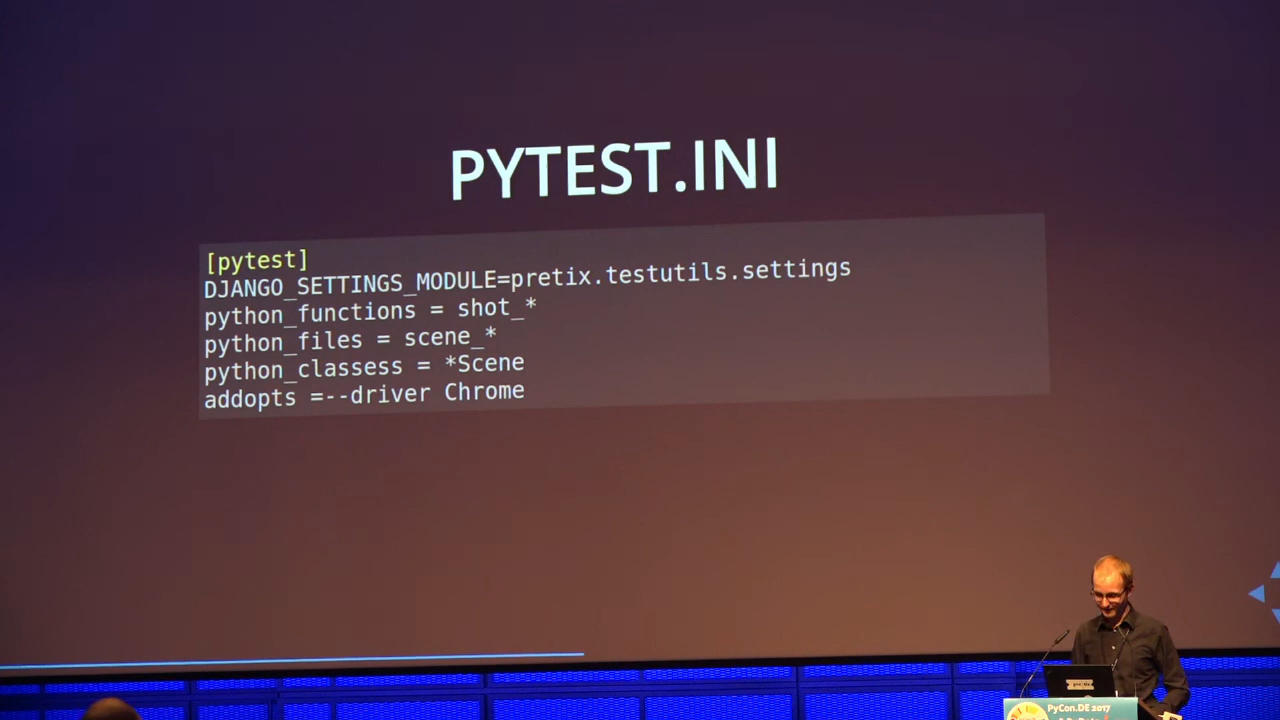 PYTEST.INI
[pytest]
DJANGO_SETTINGS_MODULE=pretix.testutils.settings
python_functions = shot_*
python_files = scene_*
python_classess = *Scene
addopts =--driver Chrome
PyCon.DE 2017